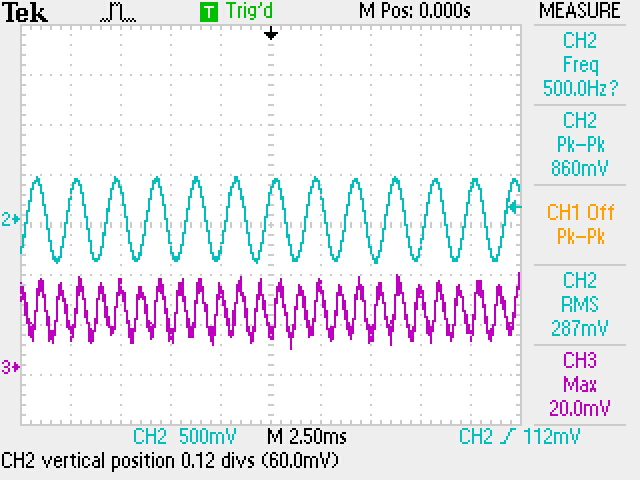 Tek T Trig'd M Pos: 0.000s MEASURE
CH2
Freq
500.0Hz?
CH2
Pk-Pk
860mV
CH1 Off
Pk-Pk
CH2
RMS
287mV
CH3
Max
20.0mV
2
3
CH2 500mV M 2.50ms CH2 112mV
CH2 vertical position 0.12 divs (60.0mV)